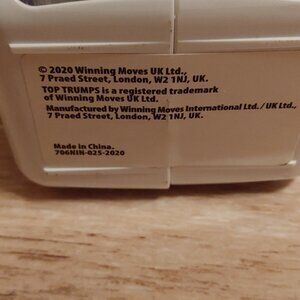 © 2020 Winning Moves UK Ltd.,
7 Praed Street, London, W2 1NJ, UK.
TOP TRUMPS is a registered trademark
of Winning Moves UK Ltd.
Manufactured by Winning Moves International Ltd. / UK Ltd.,
7 Praed Street, London, W2 1NJ, UK.
Made in China.
706NIN-025-2020